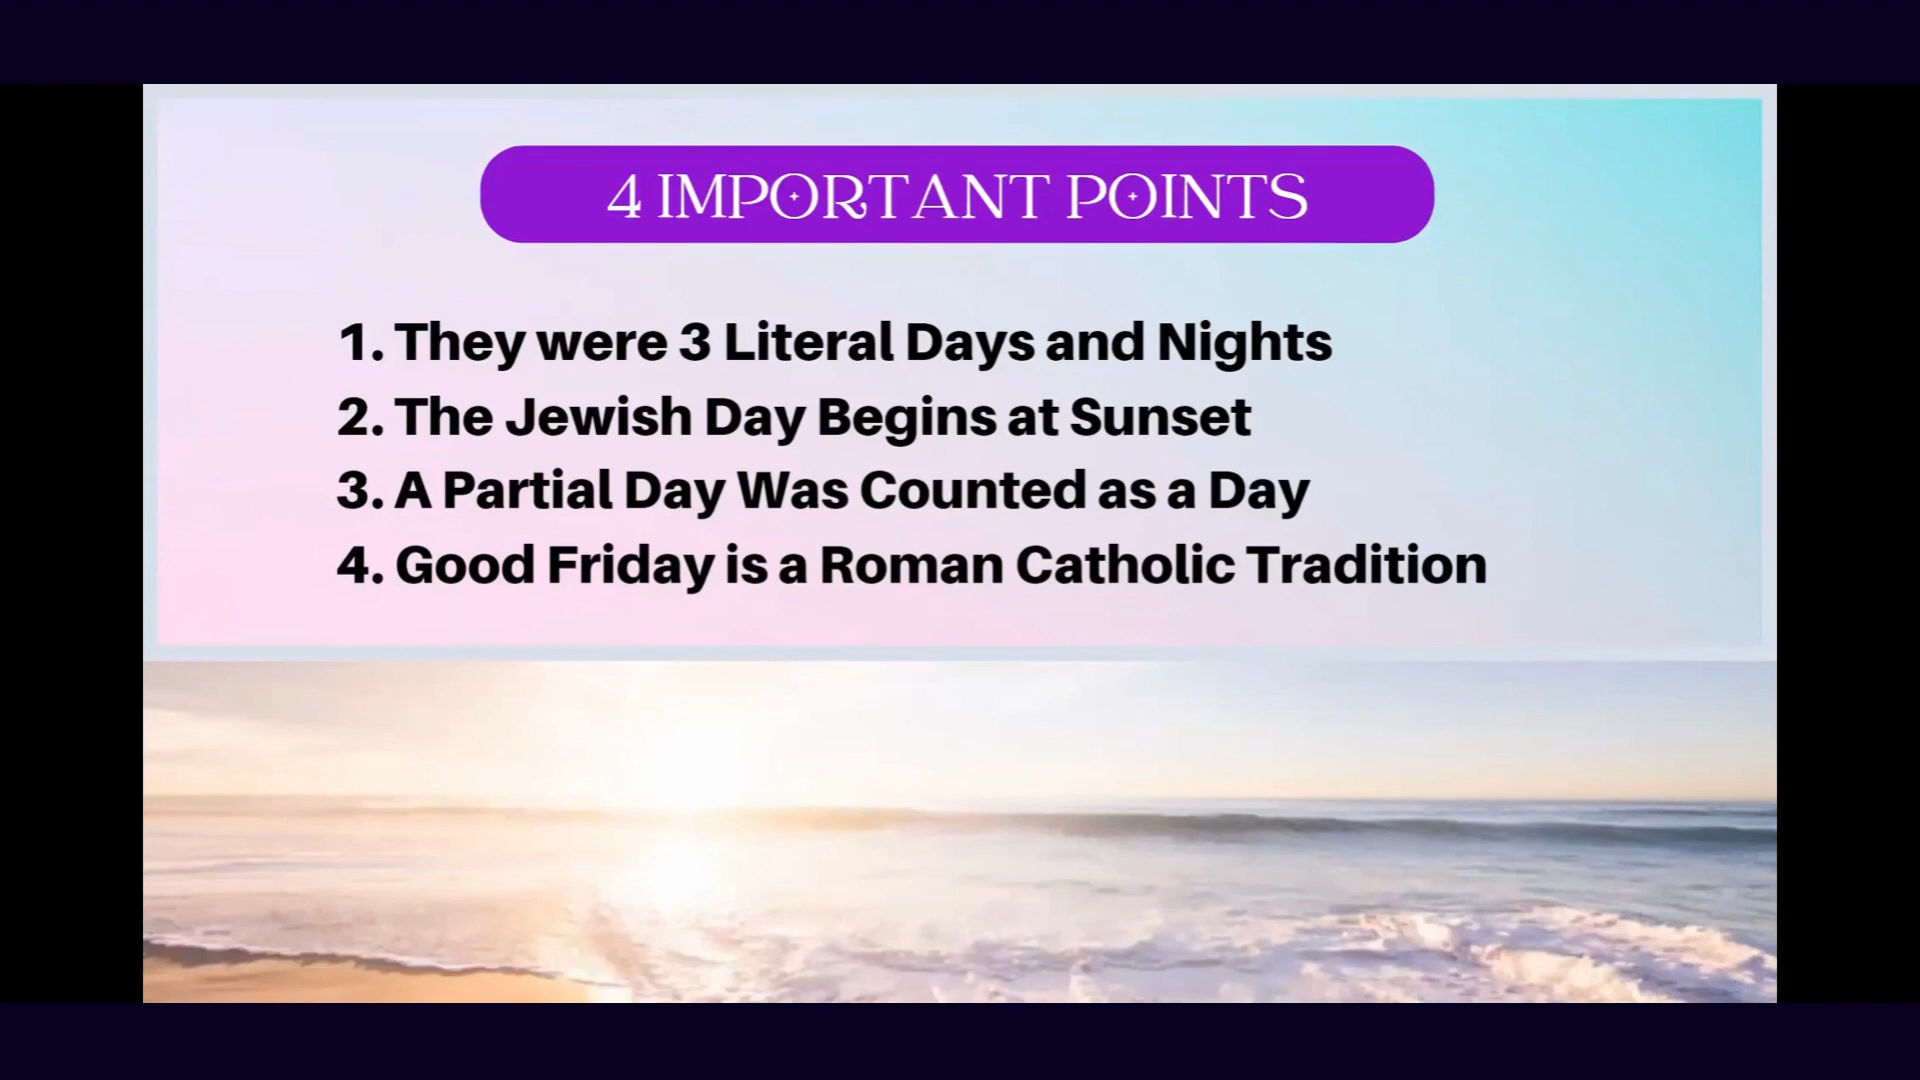 4 IMPORTANT POINTS
1. They were 3 Literal Days and Nights
2. The Jewish Day Begins at Sunset
3. A Partial Day Was Counted as a Day
4. Good Friday is a Roman Catholic Tradition